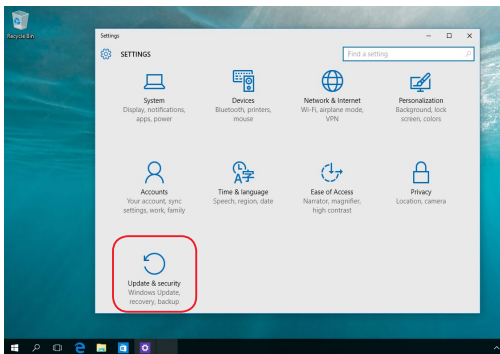 Recycle Bin
Settings
SETTINGS
Find a setting
System
Display, notifications,
apps, power
Devices
Bluetooth, printers,
mouse
Network & Internet
Wi-Fi, airplane mode,
VPN
Personalization
Background, lock
screen, colors
Accounts
Your account, sync
settings, work, family
Time & language
Speech, region, date
Ease of Access
Narrator, magnifier,
high contrast
Privacy
Location, camera
Update & security
Windows Update,
recovery, backup